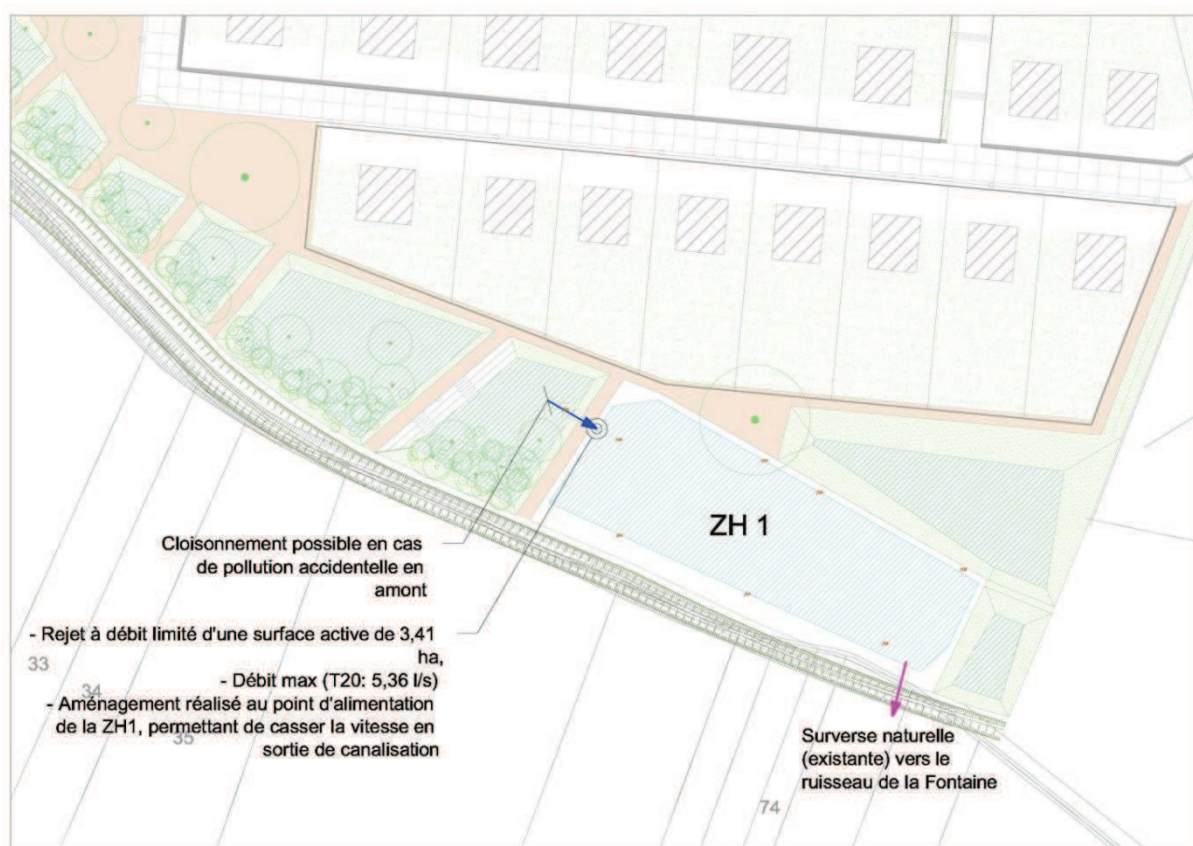 ZH 1
Cloisonnement possible en cas
de pollution accidentelle en
amont
- Rejet à débit limité d'une surface active de 3,41
ha,
- Débit max (T20: 5,36 l/s)
- Aménagement réalisé au point d'alimentation
de la ZH1, permettant de casser la vitesse en
sortie de canalisation
33
34
35
Surverse naturelle
(existante) vers le
ruisseau de la Fontaine
74